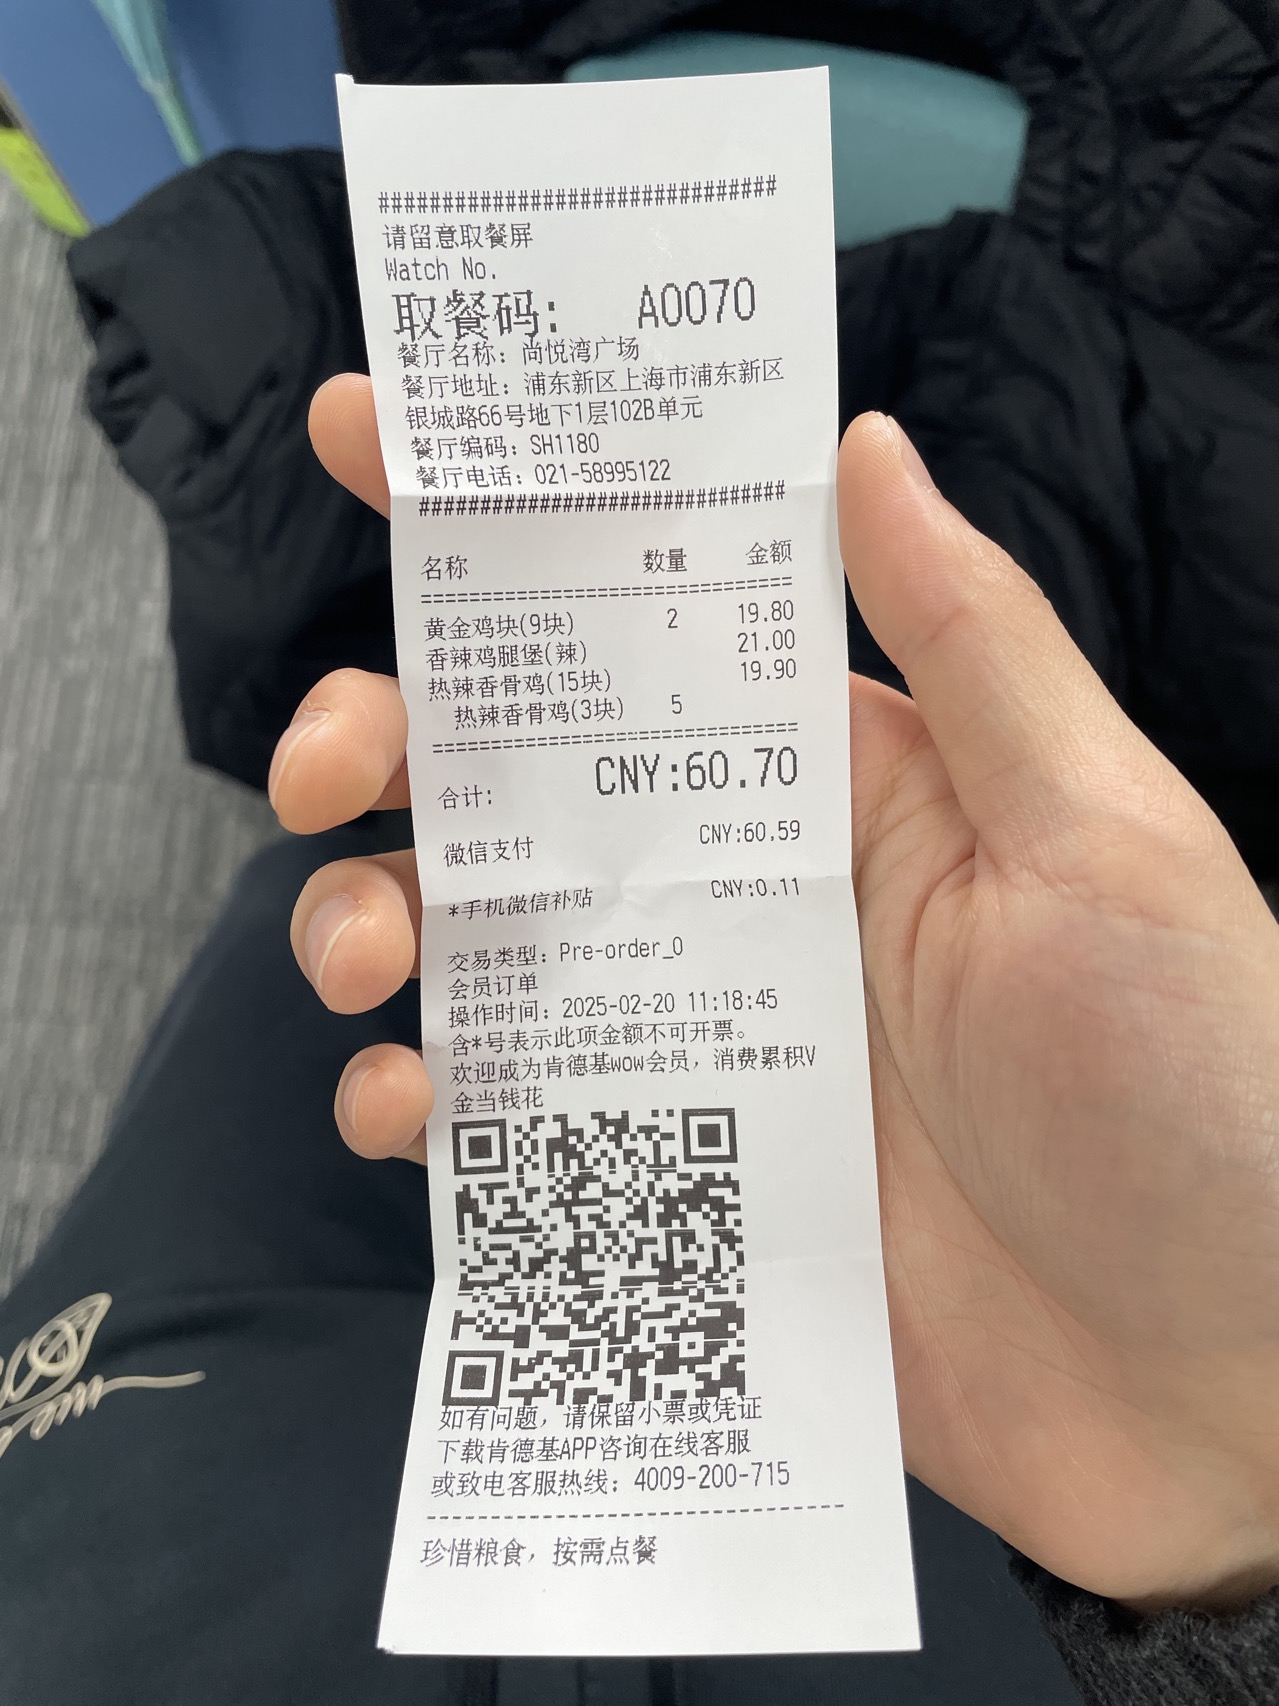 ################################
请留意取餐屏
Watch No.
取餐码: A0070
餐厅名称: 尚悦湾广场
餐厅地址: 浦东新区上海市浦东新区
银城路66号地下1层102B单元
餐厅编码: SH1180
餐厅电话: 021-58995122
##############################
名称 数量 金额
================================
黄金鸡块(9块) 2 19.80
香辣鸡腿堡(辣) 21.00
热辣香骨鸡(15块) 19.90
热辣香骨鸡(3块) 5
================================
合计: CNY:60.70
微信支付 CNY:60.59
*手机微信补贴 CNY:0.11
交易类型: Pre-order_0
会员订单
操作时间: 2025-02-20 11:18:45
含*号表示此项金额不可开票。
欢迎成为肯德基wow会员，消费累积V
金当钱花
如有问题，请保留小票或凭证
下载肯德基APP咨询在线客服
或致电客服热线: 4009-200-715
--------------------------------
珍惜粮食，按需点餐